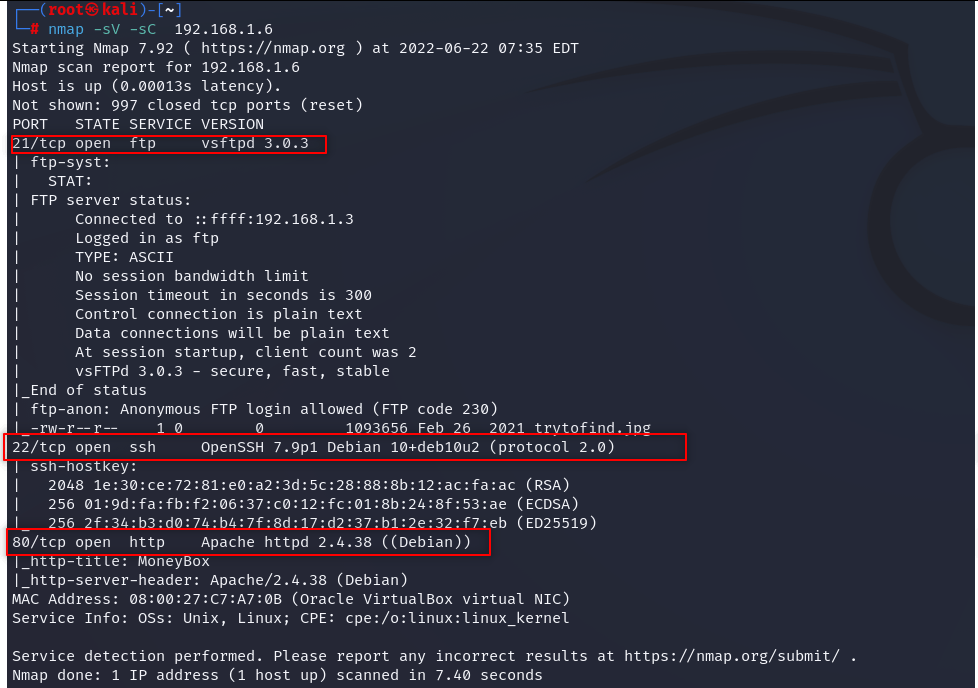 ┌──(root㉿kali)-[~]
└─# nmap -sV -sC  192.168.1.6
Starting Nmap 7.92 ( https://nmap.org ) at 2022-06-22 07:35 EDT
Nmap scan report for 192.168.1.6
Host is up (0.00013s latency).
Not shown: 997 closed tcp ports (reset)
PORT   STATE SERVICE VERSION
21/tcp open  ftp     vsftpd 3.0.3
| ftp-syst:
|   STAT:
| FTP server status:
|      Connected to ::ffff:192.168.1.3
|      Logged in as ftp
|      TYPE: ASCII
|      No session bandwidth limit
|      Session timeout in seconds is 300
|      Control connection is plain text
|      Data connections will be plain text
|      At session startup, client count was 2
|      vsFTPd 3.0.3 - secure, fast, stable
|_End of status
| ftp-anon: Anonymous FTP login allowed (FTP code 230)
|_-rw-r--r--    1 0        0         1093656 Feb 26  2021 trytofind.jpg
22/tcp open  ssh     OpenSSH 7.9p1 Debian 10+deb10u2 (protocol 2.0)
| ssh-hostkey:
|   2048 1e:30:ce:72:81:e0:a2:3d:5c:28:88:8b:12:ac:fa:ac (RSA)
|   256 01:9d:fa:fb:f2:06:37:c0:12:fc:01:8b:24:8f:53:ae (ECDSA)
|_  256 2f:34:b3:d0:74:b4:7f:8d:17:d2:37:b1:2e:32:f7:eb (ED25519)
80/tcp open  http    Apache httpd 2.4.38 ((Debian))
|_http-title: MoneyBox
|_http-server-header: Apache/2.4.38 (Debian)
MAC Address: 08:00:27:C7:A7:0B (Oracle VirtualBox virtual NIC)
Service Info: OSs: Unix, Linux; CPE: cpe:/o:linux:linux_kernel

Service detection performed. Please report any incorrect results at https://nmap.org/submit/ .
Nmap done: 1 IP address (1 host up) scanned in 7.40 seconds